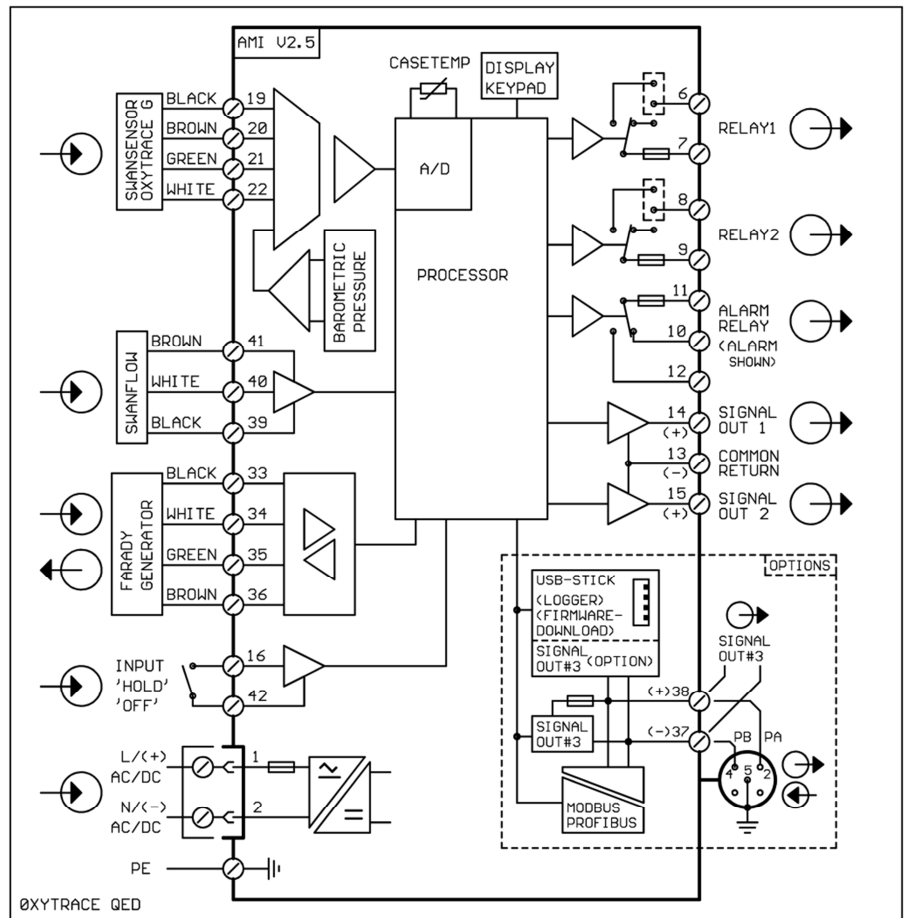 AMI V2.5
CASETEMP
DISPLAY
KEYPAD
SWANSENSOR
OXYTRACE G
BLACK 19
BROWN 20
GREEN 21
WHITE 22
A/D
PROCESSOR
BAROMETRIC
PRESSURE
6
7
RELAY1
8
9
RELAY2
11
10
12
ALARM
RELAY
(ALARM
SHOWN)
SWANFLOW
BROWN 41
WHITE 40
BLACK 39
14
(+)
SIGNAL
OUT 1
13
(-)
COMMON
RETURN
15
(+)
SIGNAL
OUT 2
FARADY
GENERATOR
BLACK 33
WHITE 34
GREEN 35
BROWN 36
INPUT
'HOLD'
'OFF'
16
42
L/(+)
AC/DC
1
N/(-)
AC/DC
2
PE
OPTIONS
USB-STICK
(LOGGER)
(FIRMWARE-
DOWNLOAD)
SIGNAL
OUT#3 (OPTION)
SIGNAL
OUT#3
SIGNAL
OUT#3
(+)38
(-)37
PB PA
4 5 2
MODBUS
PROFIBUS
0XYTRACE QED